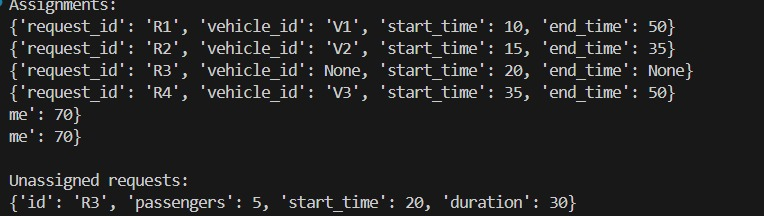 Assignments:
{'request_id': 'R1', 'vehicle_id': 'V1', 'start_time': 10, 'end_time': 50}
{'request_id': 'R2', 'vehicle_id': 'V2', 'start_time': 15, 'end_time': 35}
{'request_id': 'R3', 'vehicle_id': None, 'start_time': 20, 'end_time': None}
{'request_id': 'R4', 'vehicle_id': 'V3', 'start_time': 35, 'end_time': 50}
me': 70}
me': 70}
Unassigned requests:
{'id': 'R3', 'passengers': 5, 'start_time': 20, 'duration': 30}